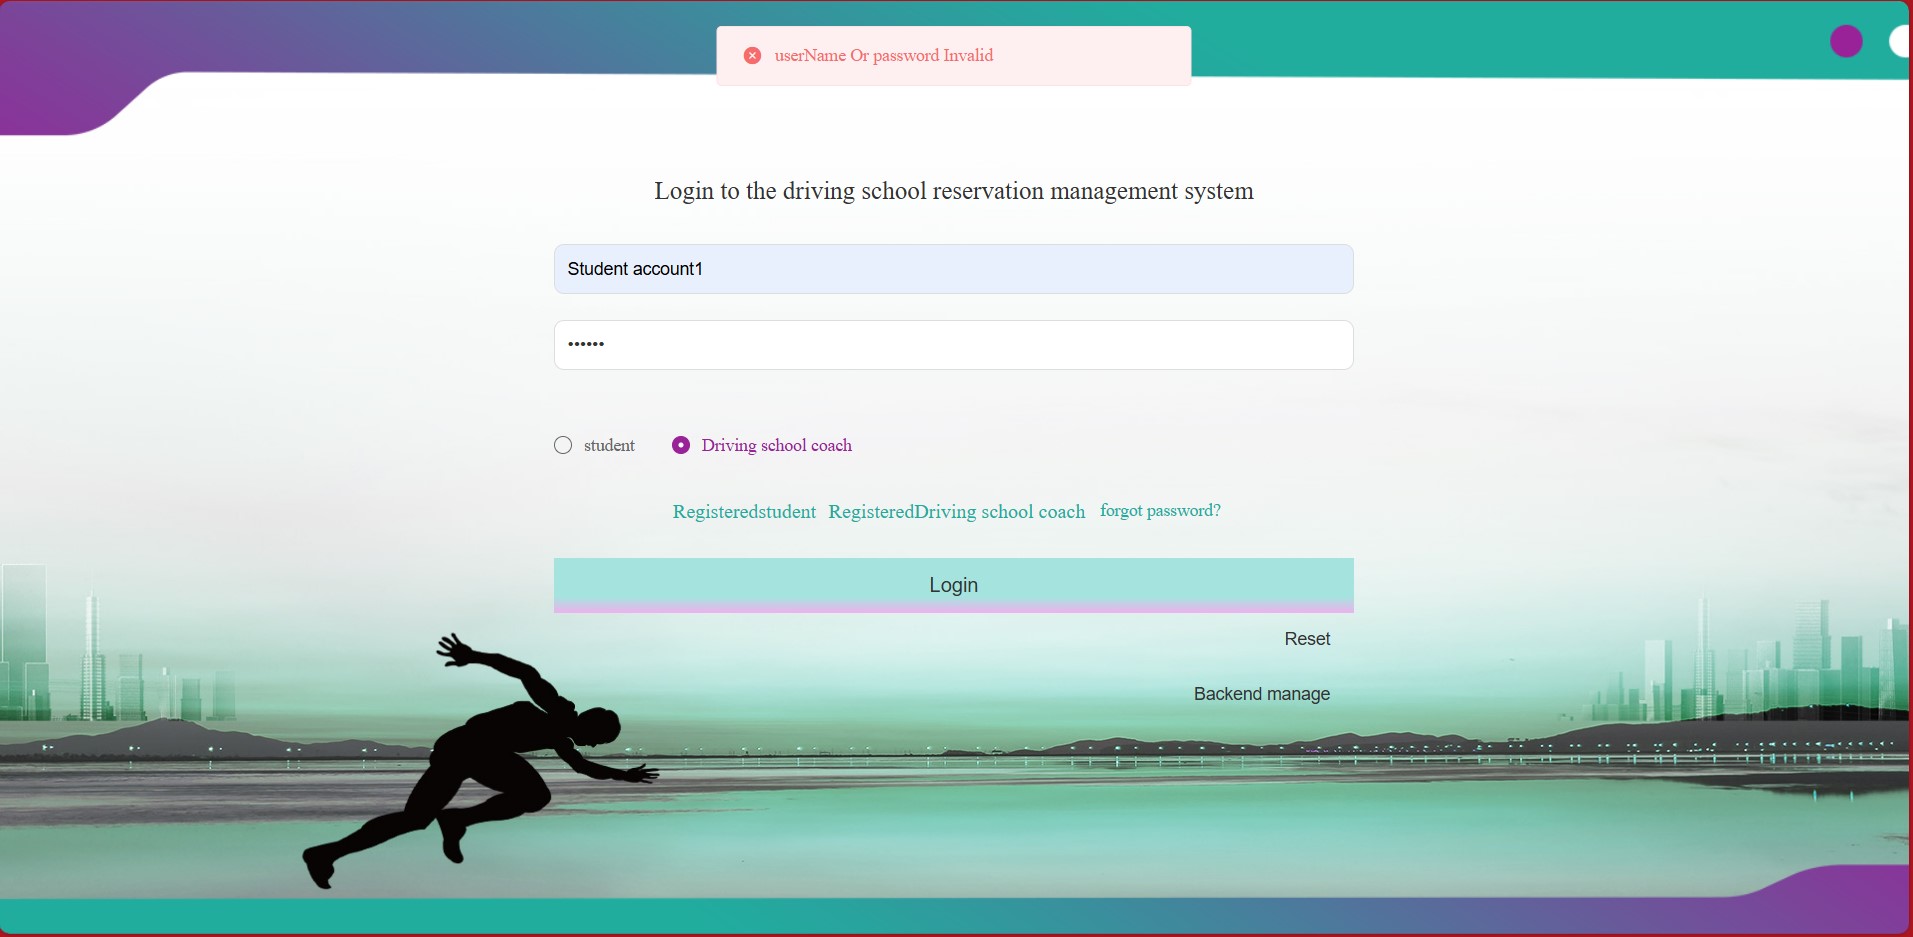 userName Or password Invalid
Login to the driving school reservation management system
Student account1
••••••
student
Driving school coach
Registeredstudent RegisteredDriving school coach forgot password?
Login
Reset
Backend manage